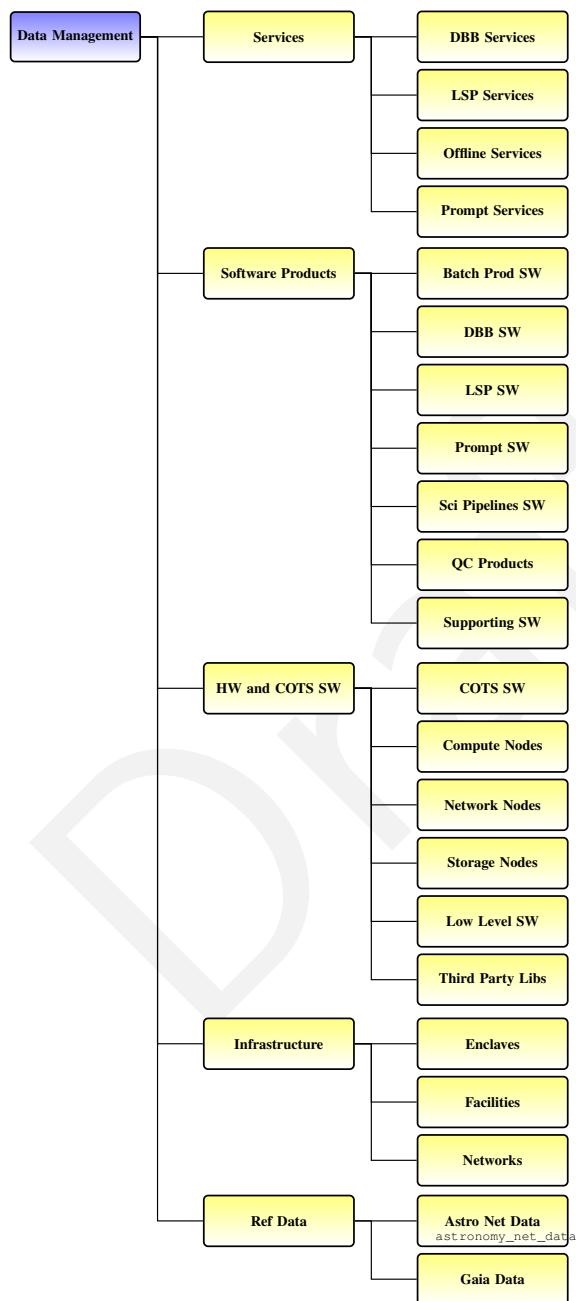 Data Management
Services
DBB Services
LSP Services
Offline Services
Prompt Services
Software Products
Batch Prod SW
DBB SW
LSP SW
Prompt SW
Sci Pipelines SW
QC Products
Supporting SW
HW and COTS SW
COTS SW
Compute Nodes
Network Nodes
Storage Nodes
Low Level SW
Third Party Libs
Infrastructure
Enclaves
Facilities
Networks
Ref Data
Astro Net Data
astronomy_net_data
Gaia Data